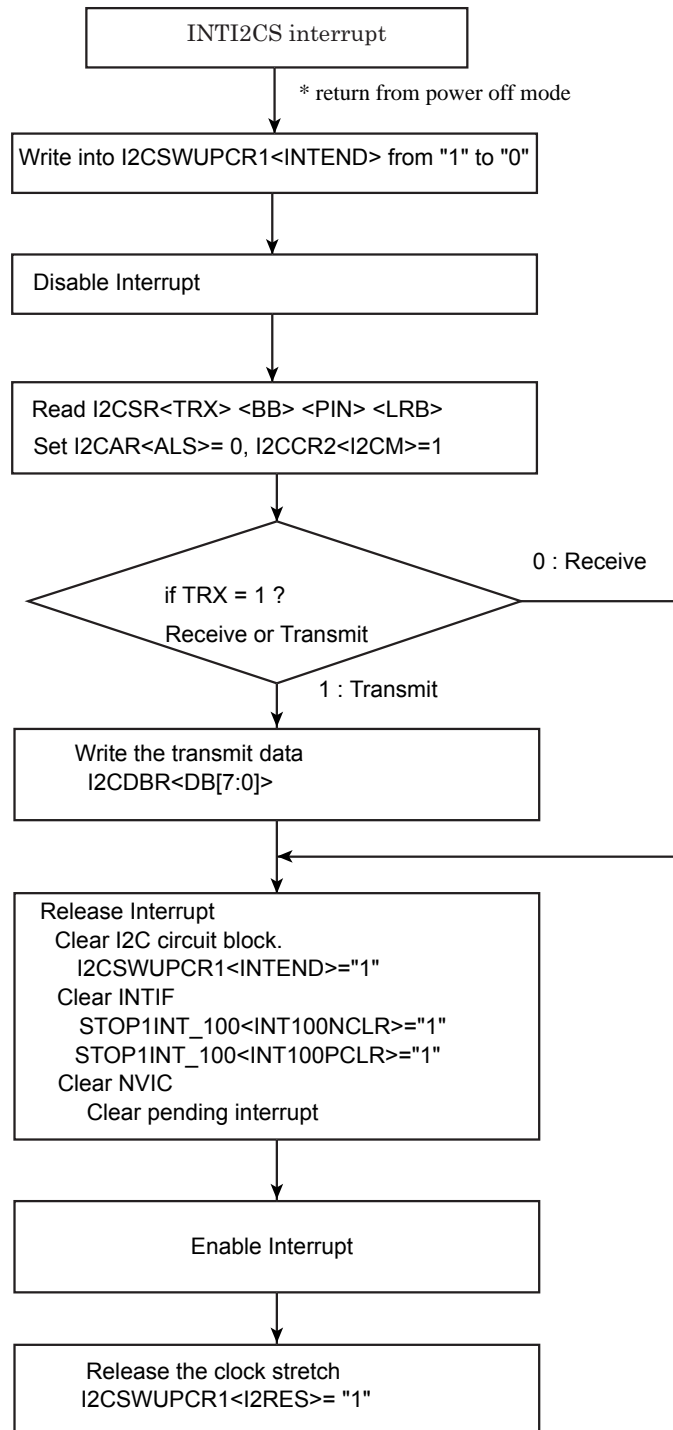 INTI2CS interrupt
* return from power off mode
Write into I2CSWUPCR1<INTEND> from "1" to "0"
Disable Interrupt
Read I2CSR<TRX> <BB> <PIN> <LRB>
Set I2CAR<ALS>= 0, I2CCR2<I2CM>=1
0 : Receive
if TRX = 1 ?
Receive or Transmit
1 : Transmit
Write the transmit data
I2CDBR<DB[7:0]>
Release Interrupt
Clear I2C circuit block.
I2CSWUPCR1<INTEND>="1"
Clear INTIF
STOP1INT_100<INT100NCLR>="1"
STOP1INT_100<INT100PCLR>="1"
Clear NVIC
Clear pending interrupt
Enable Interrupt
Release the clock stretch
I2CSWUPCR1<I2RES>= "1"